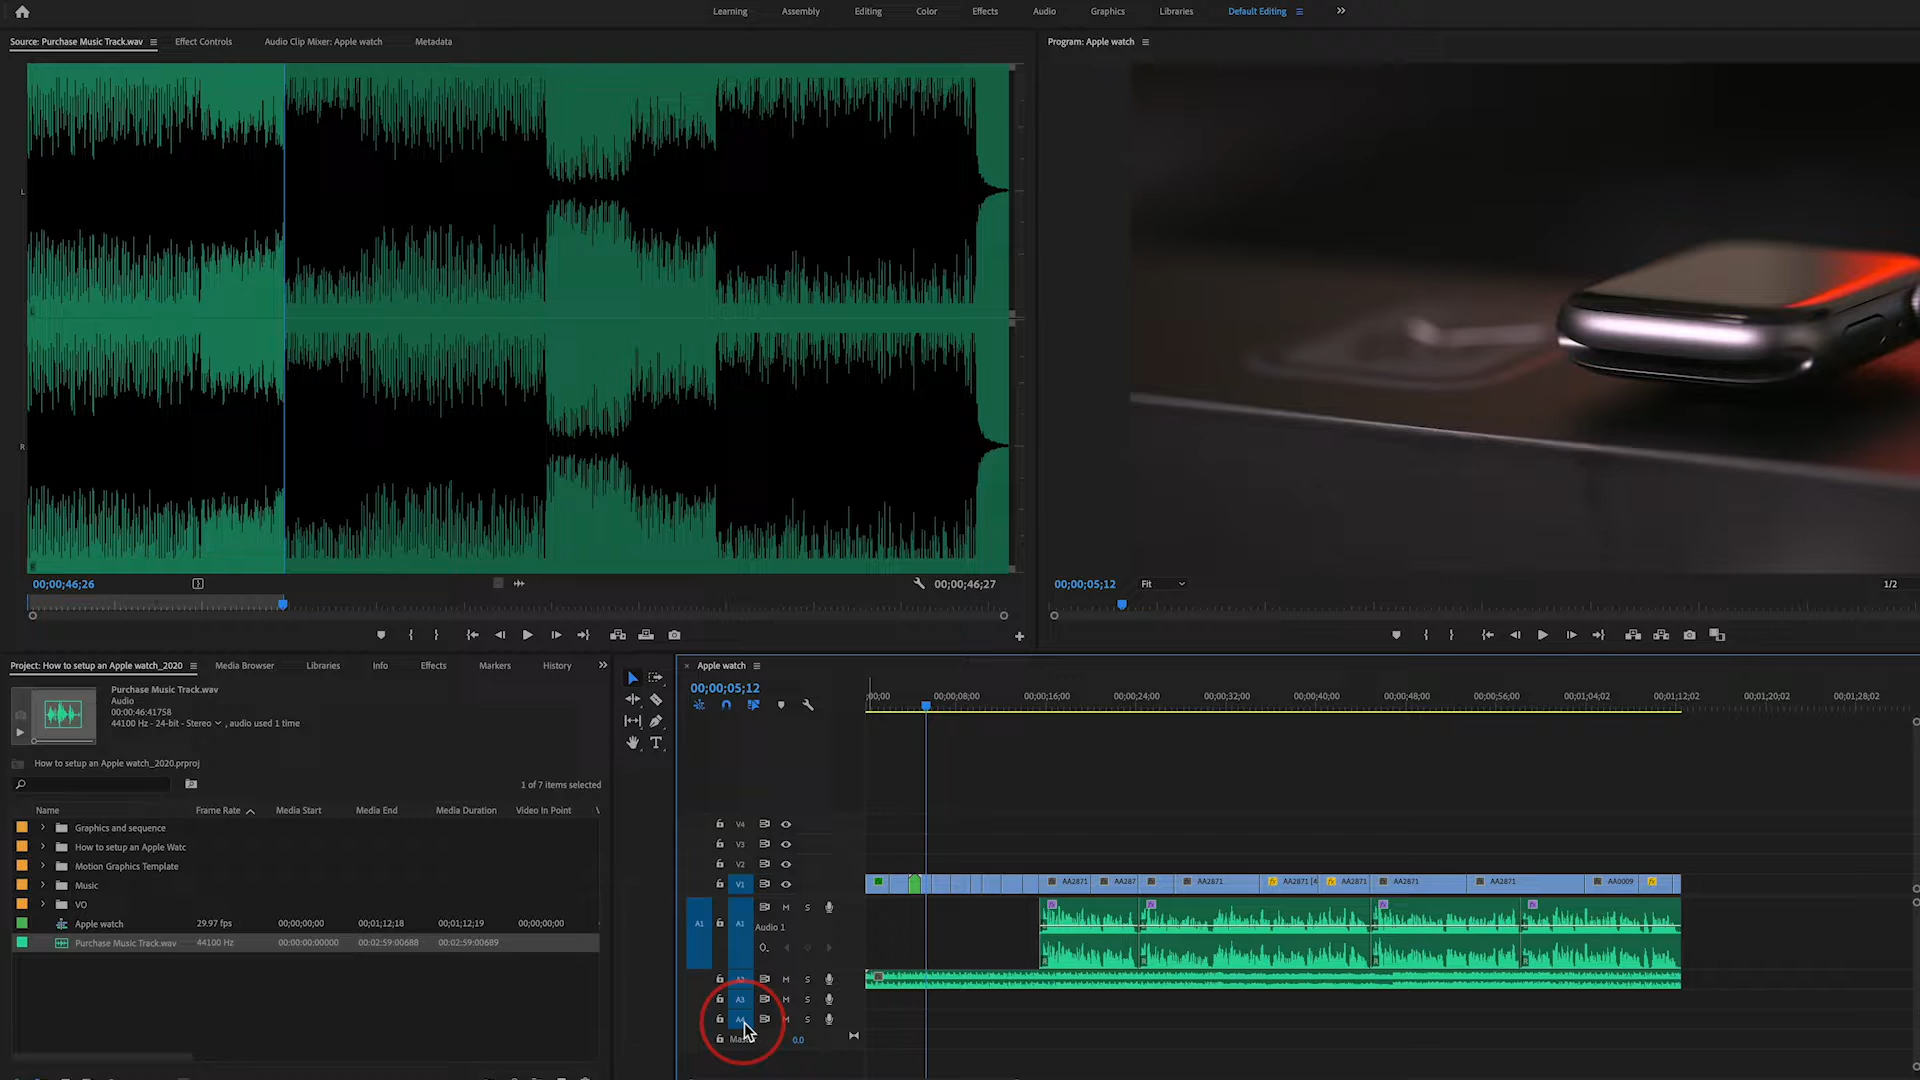 Learning Assembly Editing Color Effects Audio Graphics Libraries Default Editing
Source: Purchase Music Track.wav Effect Controls Audio Clip Mixer: Apple watch Metadata
Program: Apple watch
L
R
00;00;46;26
00;00;46;27
00;00;05;12 Fit 1/2
Project: How to setup an Apple watch_2020 Media Browser Libraries Info Effects Markers History
Purchase Music Track.wav
Audio
00:00:46:41758
44100 Hz - 24-bit - Stereo , audio used 1 time
How to setup an Apple watch_2020.prproj
1 of 7 items selected
Name Frame Rate Media Start Media End Media Duration Video In Point
Graphics and sequence
How to setup an Apple Watc
Motion Graphics Template
Music
VO
Apple watch 29.97 fps 00;00;00;00 00;01;12;18 00;01;12;19 00;00;00;00
Purchase Music Track.wav 44100 Hz 00:00:00:00000 00:02:59:00688 00:02:59:00689
× Apple watch
00;00;05;12
:00;00 00;00;08;00 00;00;16;00 00;00;24;00 00;00;32;00 00;00;40;00 00;00;48;00 00;00;56;00 00;01;04;02 00;01;12;02 00;01;20;02 00;01;28;02
V4
V3
V2
V1 AA2871 AA287 AA2871 AA2871 [4 AA2871 AA2871 AA2871 AA0009
M S
A1 A1
Audio 1
A2 M S
A3 M S
A4 M S
0.0